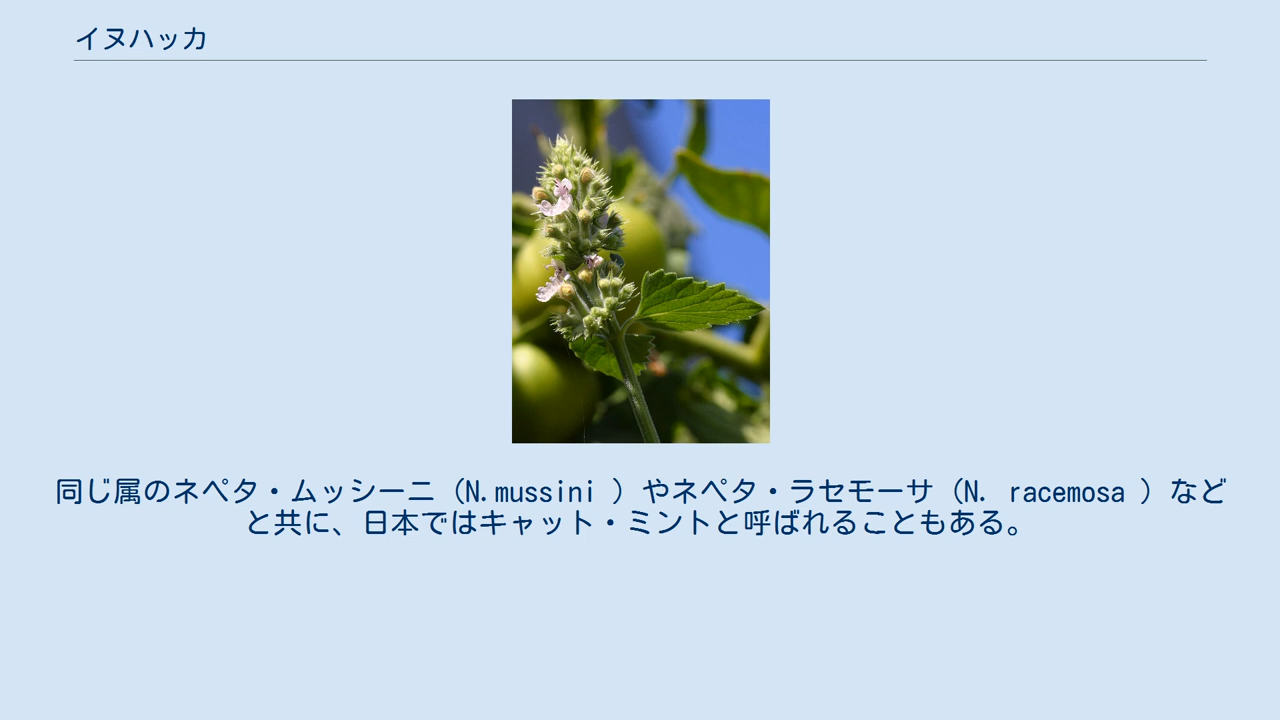 イヌハッカ
同じ属のネペタ・ムッシーニ（N.mussini ）やネペタ・ラセモーサ（N. racemosa ）など
と共に、日本ではキャット・ミントと呼ばれることもある。